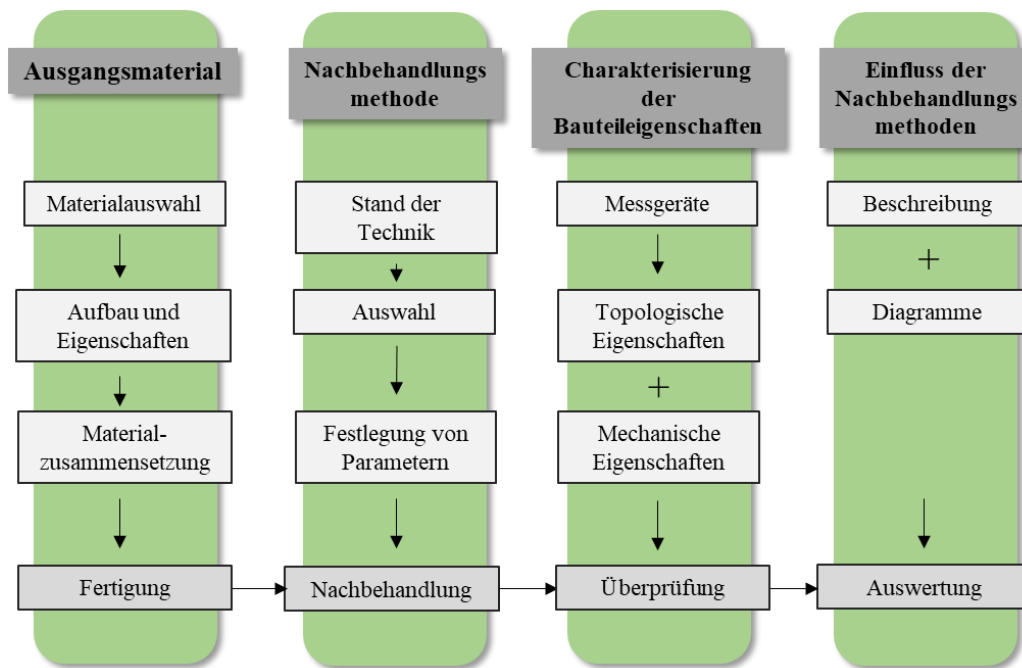 Ausgangsmaterial
Materialauswahl
Aufbau und
Eigenschaften
Material-
zusammensetzung
Fertigung
Nachbehandlungs
methode
Stand der
Technik
Auswahl
Festlegung von
Parametern
Nachbehandlung
Charakterisierung
der
Bauteileigenschaften
Messgeräte
Topologische
Eigenschaften
+
Mechanische
Eigenschaften
Überprüfung
Einfluss der
Nachbehandlungs
methoden
Beschreibung
+
Diagramme
Auswertung